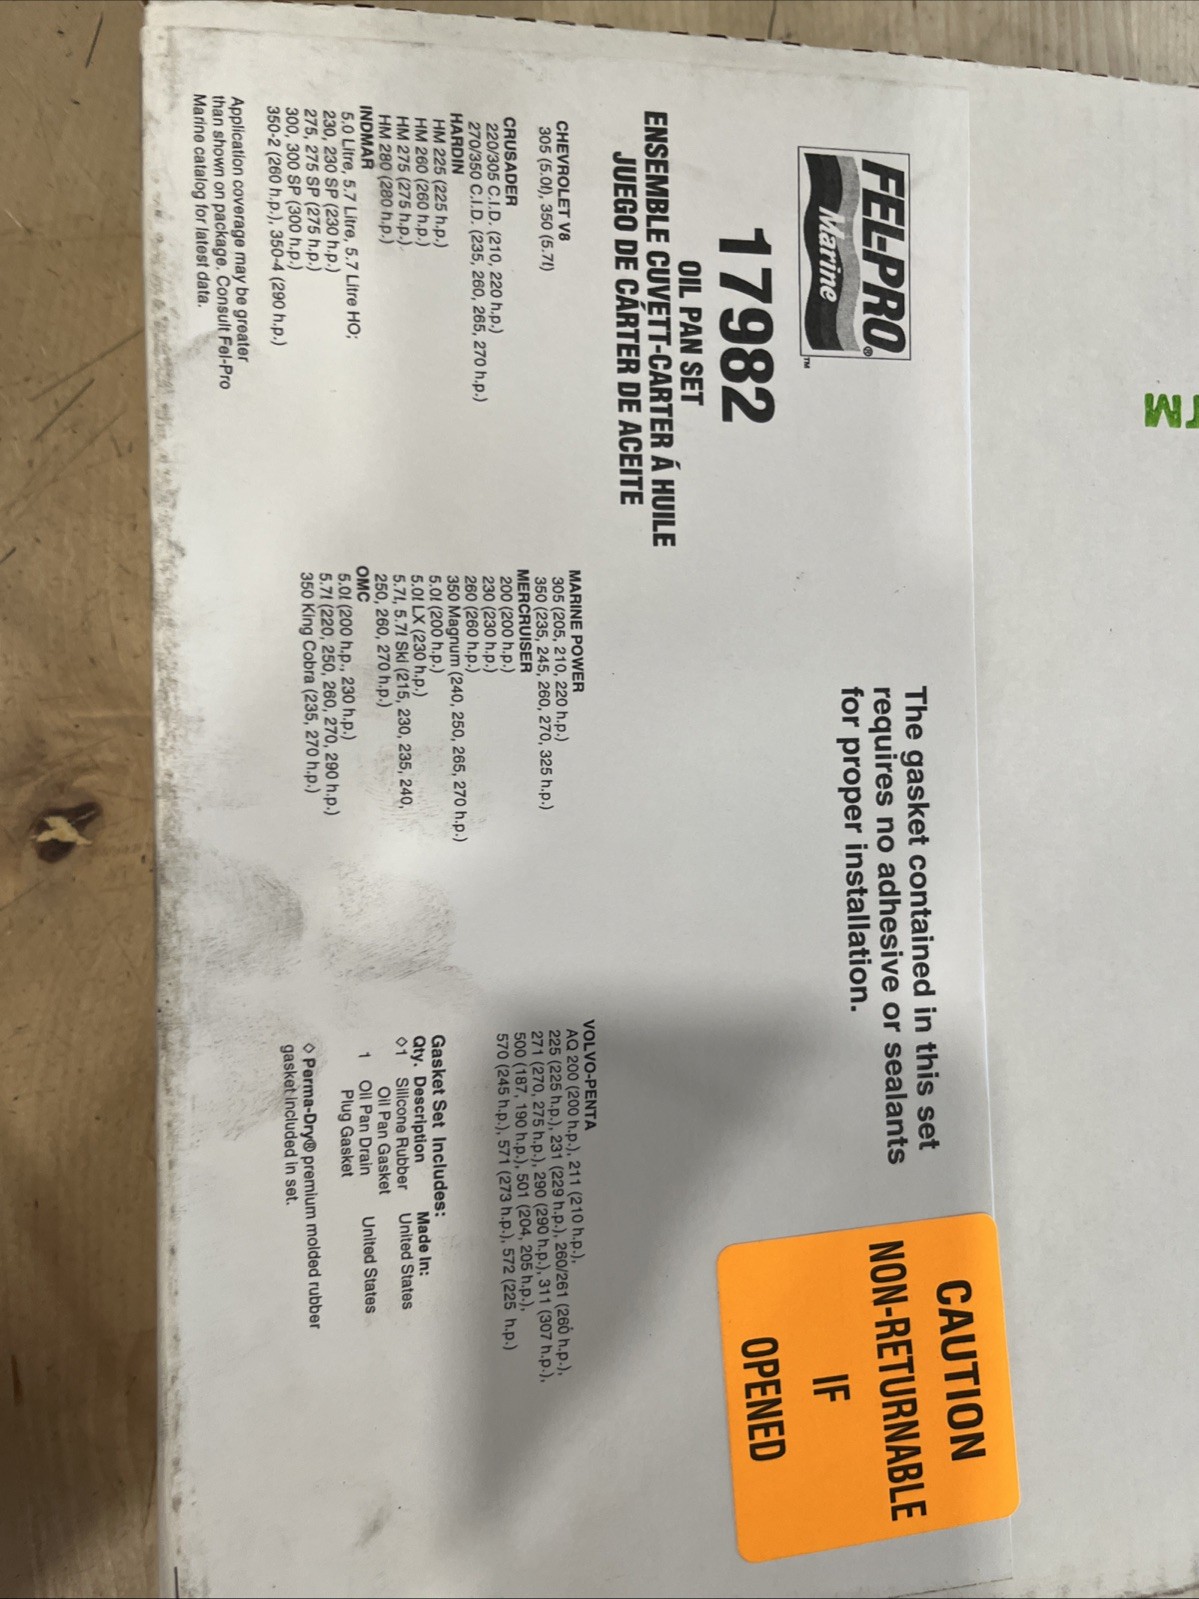 FEL-PRO®
Marine™
17982
OIL PAN SET
ENSEMBLE CUVETT-CARTER Á HUILE
JUEGO DE CÁRTER DE ACEITE
The gasket contained in this set
requires no adhesive or sealants
for proper installation.
CAUTION
NON-RETURNABLE
IF
OPENED
CHEVROLET V8
305 (5.0l), 350 (5.7l)
CRUSADER
220/305 C.I.D. (210, 220 h.p.)
270/350 C.I.D. (235, 260, 265, 270 h.p.)
HARDIN
HM 225 (225 h.p.)
HM 260 (260 h.p.)
HM 275 (275 h.p.)
HM 280 (280 h.p.)
INDMAR
5.0 Litre, 5.7 Litre, 5.7 Litre HO;
230, 230 SP (230 h.p.)
275, 275 SP (275 h.p.)
300, 300 SP (300 h.p.)
350-2 (260 h.p.), 350-4 (290 h.p.)
Application coverage may be greater
than shown on package. Consult Fel-Pro
Marine catalog for latest data.
MARINE POWER
305 (205, 210, 220 h.p.)
350 (235, 245, 260, 270, 325 h.p.)
MERCRUISER
200 (200 h.p.)
230 (230 h.p.)
260 (260 h.p.)
350 Magnum (240, 250, 265, 270 h.p.)
5.0l (200 h.p.)
5.0l LX (230 h.p.)
5.7l, 5.7l Ski (215, 230, 235, 240,
250, 260, 270 h.p.)
OMC
5.0l (200 h.p., 230 h.p.)
5.7l (220, 250, 260, 270, 290 h.p.)
350 King Cobra (235, 270 h.p.)
VOLVO-PENTA
AQ 200 (200 h.p.), 211 (210 h.p.),
225 (225 h.p.), 231 (229 h.p.), 260/261 (260 h.p.),
271 (270, 275 h.p.), 290 (290 h.p.), 311 (307 h.p.),
500 (187, 190 h.p.), 501 (204, 205 h.p.),
570 (245 h.p.), 571 (273 h.p.), 572 (225 h.p.)
Gasket Set Includes:
Qty. Description Made In:
◇1 Silicone Rubber United States
Oil Pan Gasket
1 Oil Pan Drain United States
Plug Gasket
◇ Perma-Dry® premium molded rubber
gasket included in set.